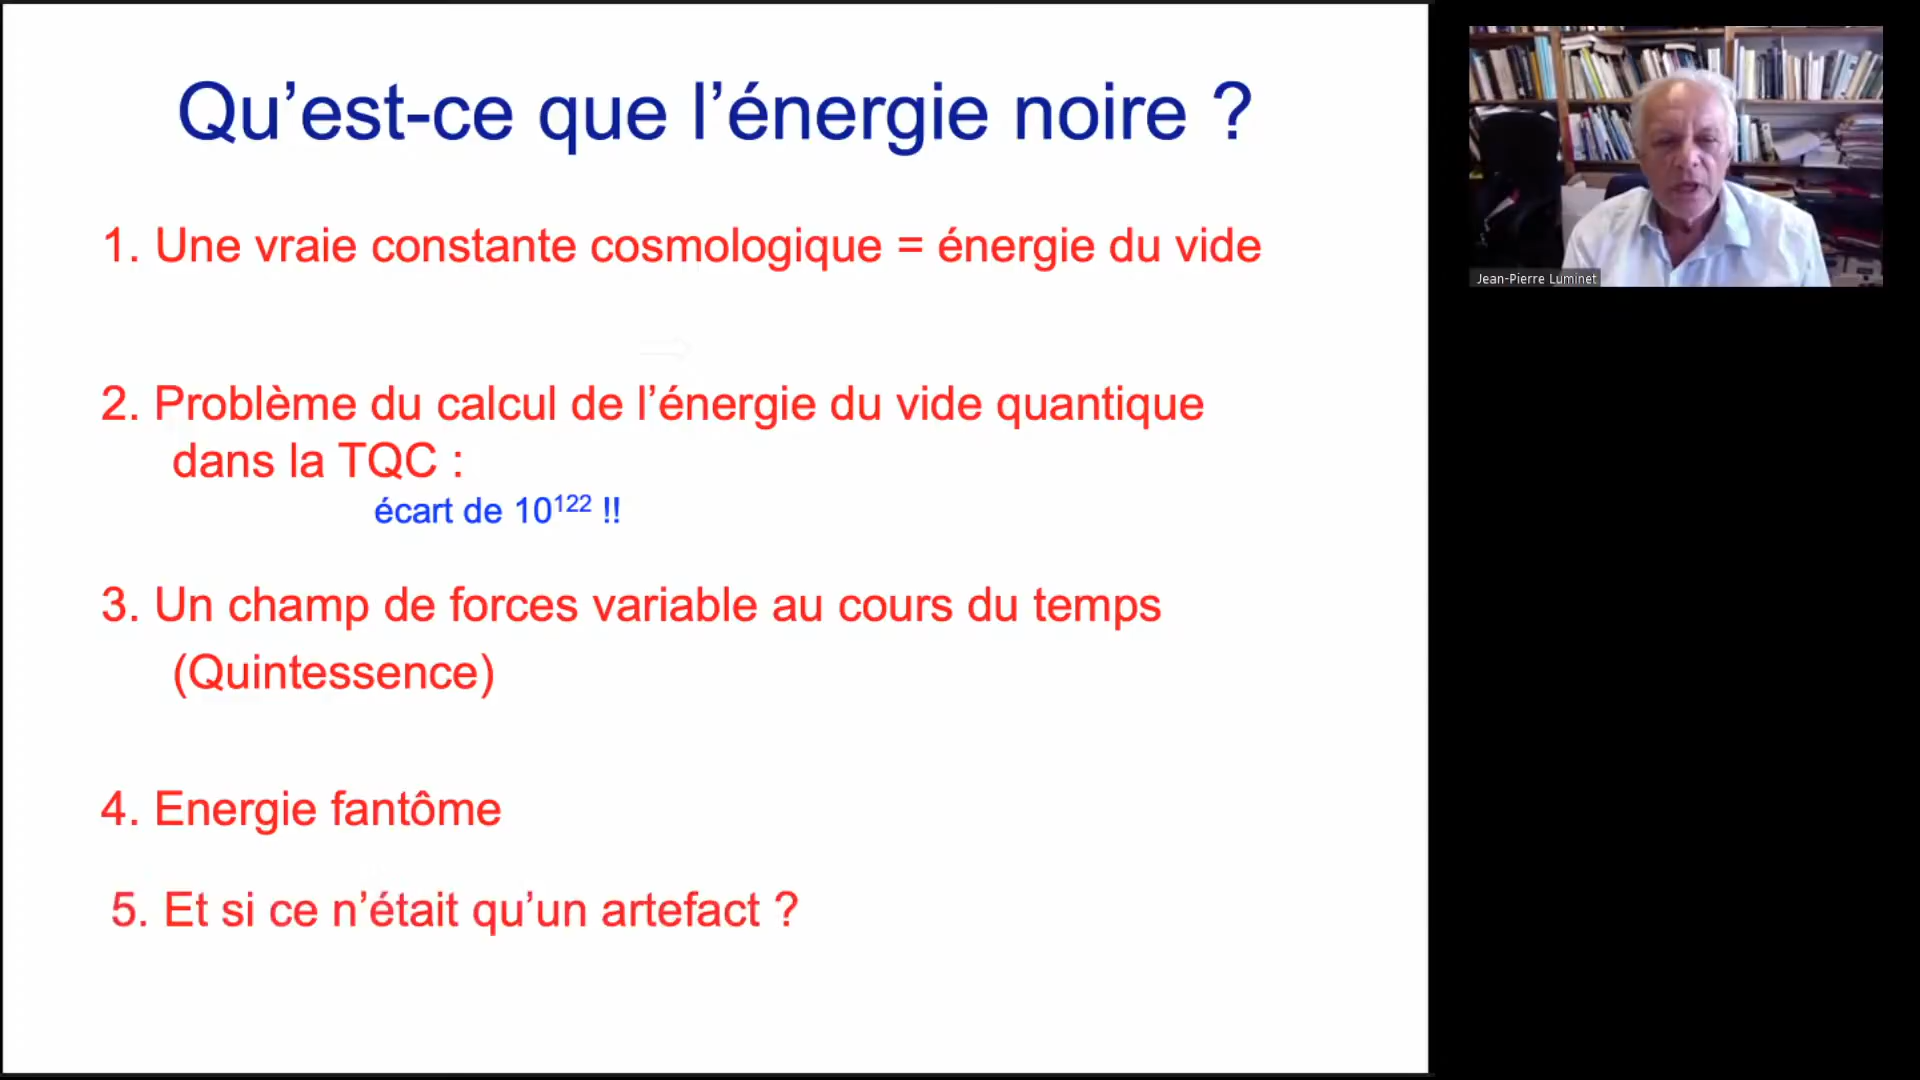 Qu’est-ce que l’énergie noire ?
1. Une vraie constante cosmologique = énergie du vide
2. Problème du calcul de l’énergie du vide quantique
dans la TQC :
écart de 10¹²² !!
3. Un champ de forces variable au cours du temps
(Quintessence)
4. Energie fantôme
5. Et si ce n’était qu’un artefact ?
Jean-Pierre Luminet